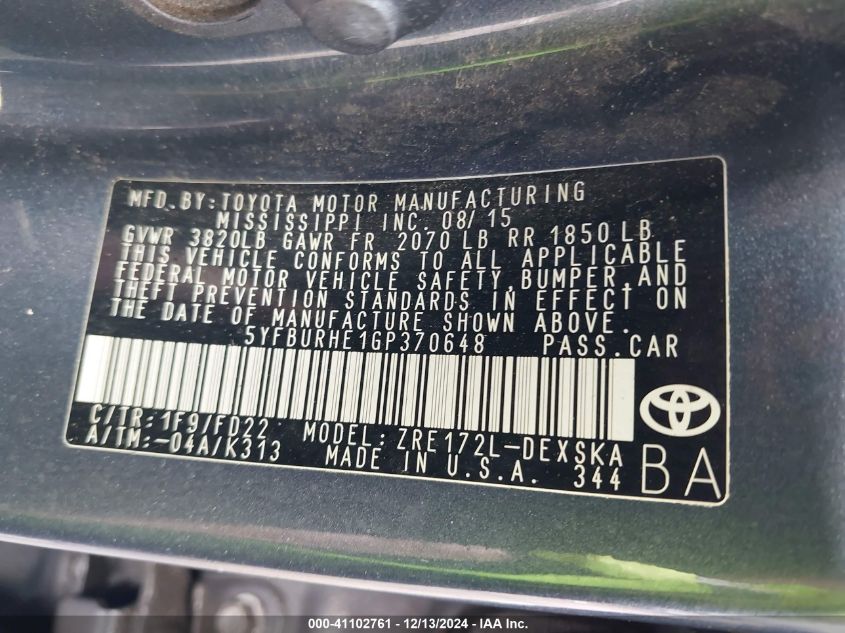 MFD. BY: TOYOTA MOTOR MANUFACTURING
MISSISSIPPI INC. 08/15
GVWR 3820LB GAWR FR 2070 LB RR 1850 LB
THIS VEHICLE CONFORMS TO ALL APPLICABLE
FEDERAL MOTOR VEHICLE SAFETY, BUMPER, AND
THEFT PREVENTION STANDARDS IN EFFECT ON
THE DATE OF MANUFACTURE SHOWN ABOVE.
5YFBURHE1GP370648 PASS. CAR
C/TR: 1F9/FD22 MODEL: ZRE172L-DEXSKA
A/TM: -04A/K313 MADE IN U.S.A. 344
BA
000-41102761 - 12/13/2024 - IAA Inc.